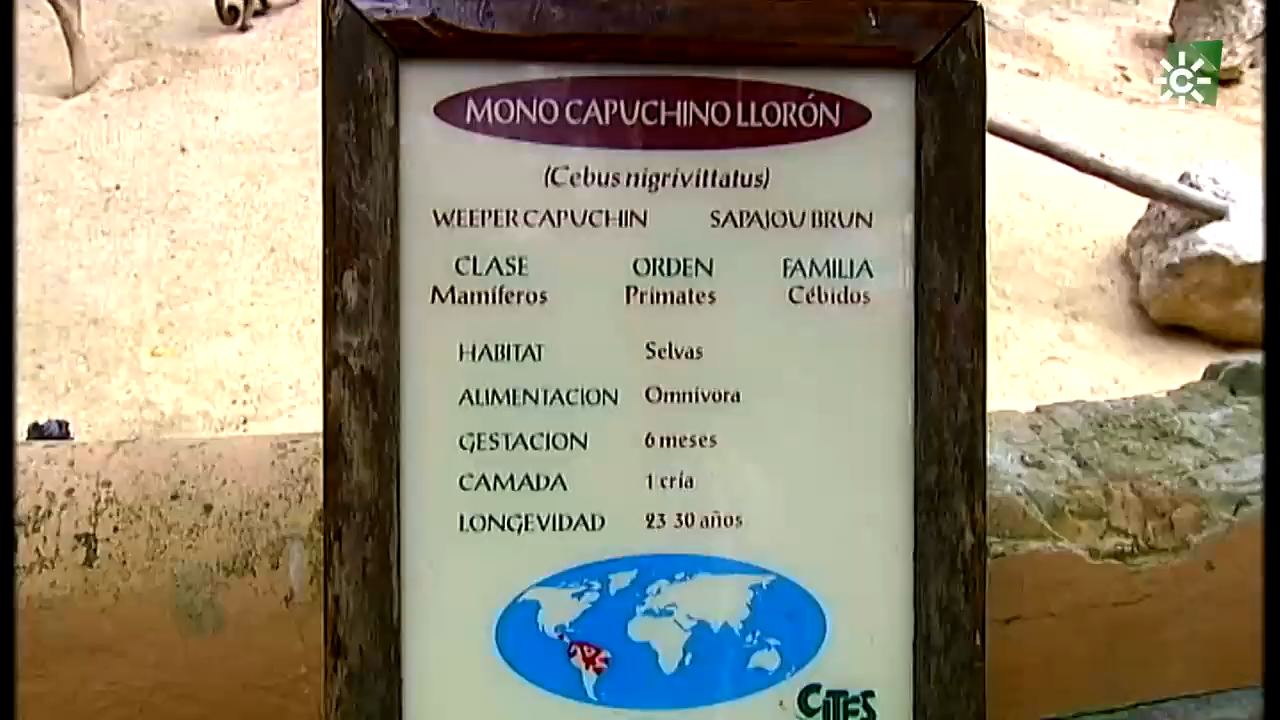 MONO CAPUCHINO LLORÓN
(Cebus nigrivittatus)
WEEPER CAPUCHIN SAPAJOU BRUN
CLASE ORDEN FAMILIA
Mamíferos Primates Cébidos
HABITAT Selvas
ALIMENTACION Omnívora
GESTACION 6 meses
CAMADA 1 cría
LONGEVIDAD 23 30 años
CITES